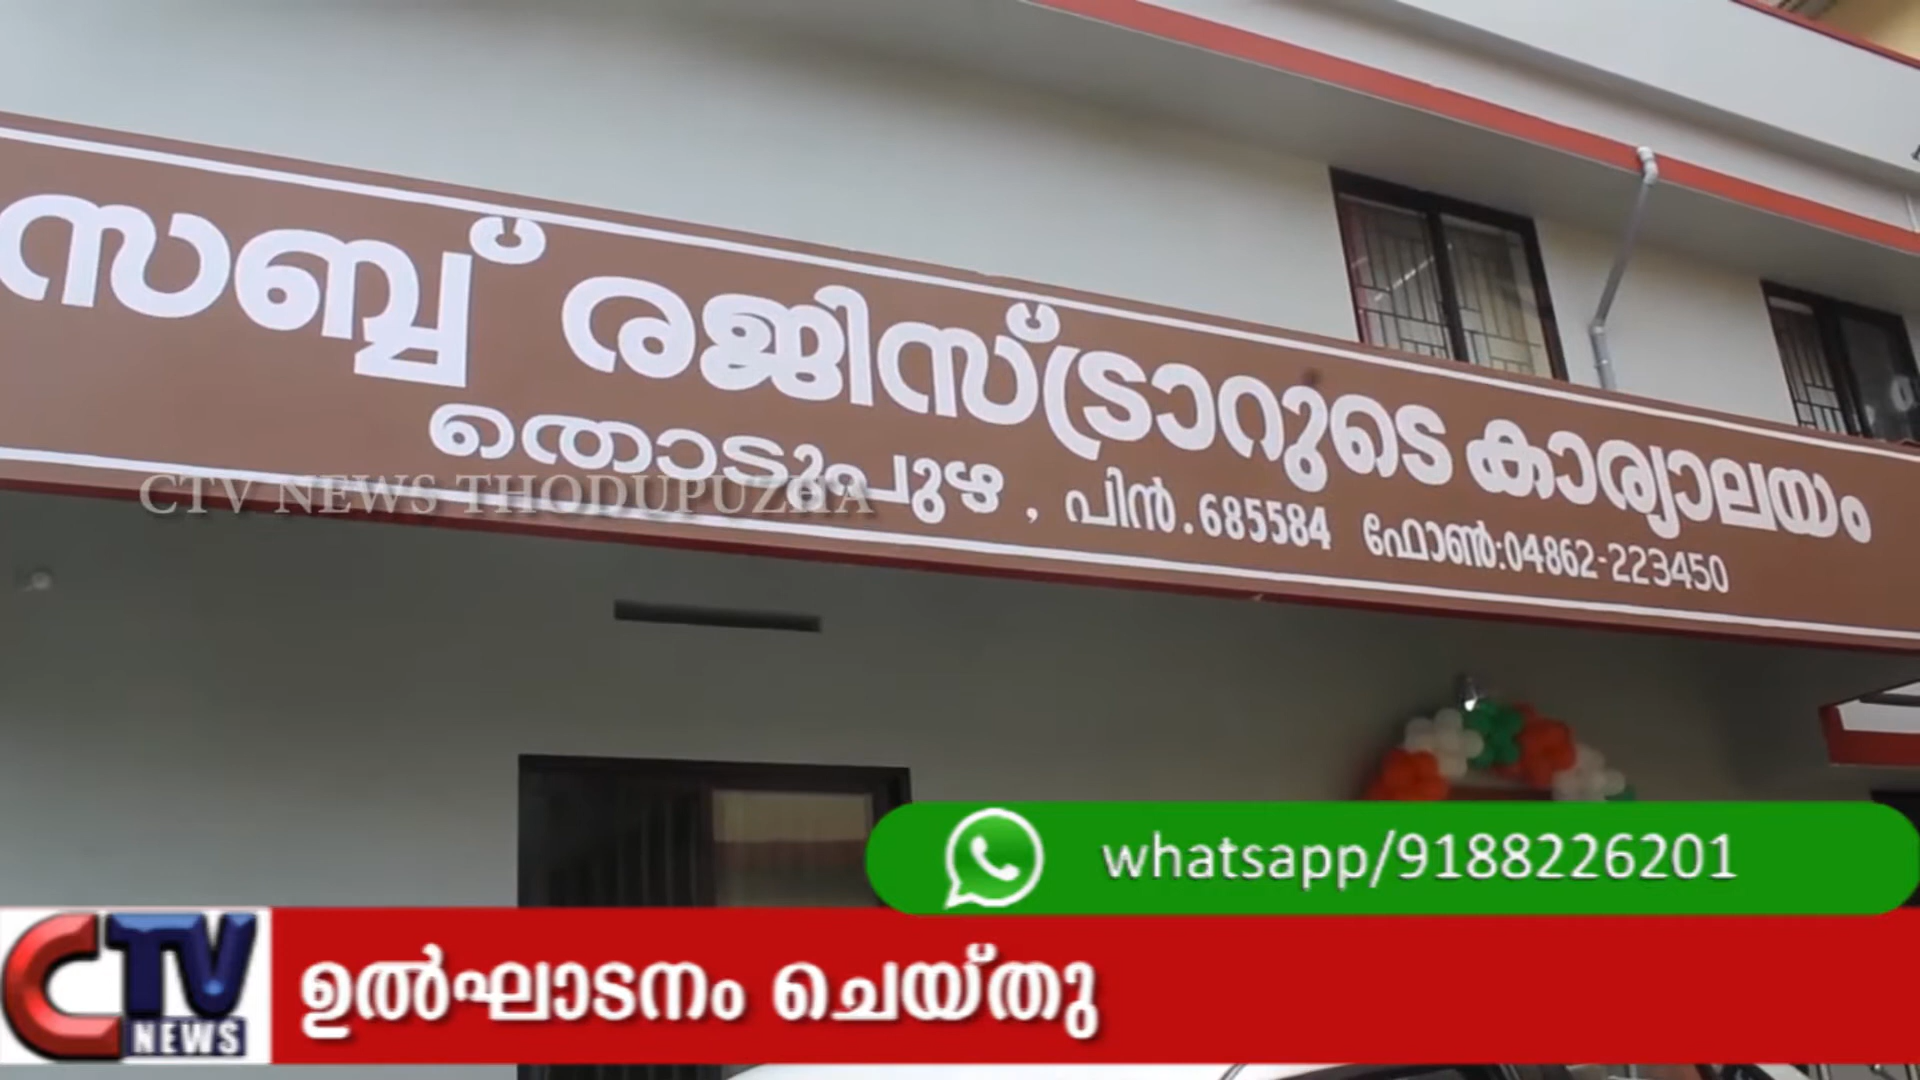 സബ്ബ് രജിസ്ട്രാറുടെ കാര്യാലയം
തൊടുപുഴ , പിൻ.685584 ഫോൺ:04862-223450
CTV NEWS THODUPUZHA
whatsapp/9188226201
CTV NEWS
ഉൽഘാടനം ചെയ്തു